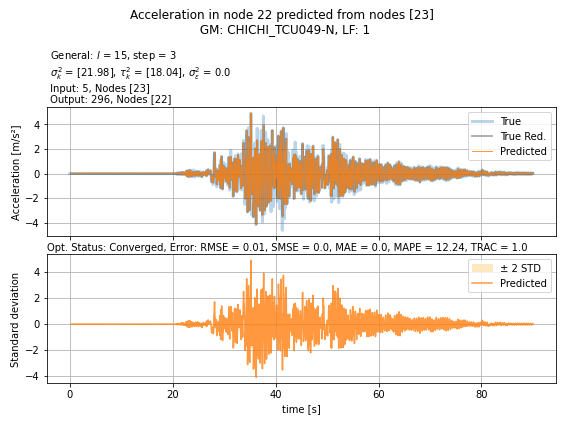 Acceleration in node 22 predicted from nodes [23]
GM: CHICHI_TCU049-N, LF: 1
General: l = 15, step = 3
σ²ₖ = [21.98], τ²ₖ = [18.04], σ²ₑ = 0.0
Input: 5, Nodes [23]
Output: 296, Nodes [22]
Acceleration [m/s²]
4
2
0
−2
−4
True
True Red.
Predicted
Opt. Status: Converged, Error: RMSE = 0.01, SMSE = 0.0, MAE = 0.0, MAPE = 12.24, TRAC = 1.0
Standard deviation
4
2
0
−2
−4
± 2 STD
Predicted
0 20 40 60 80
time [s]